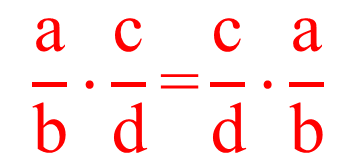 a/b · c/d = c/d · a/b